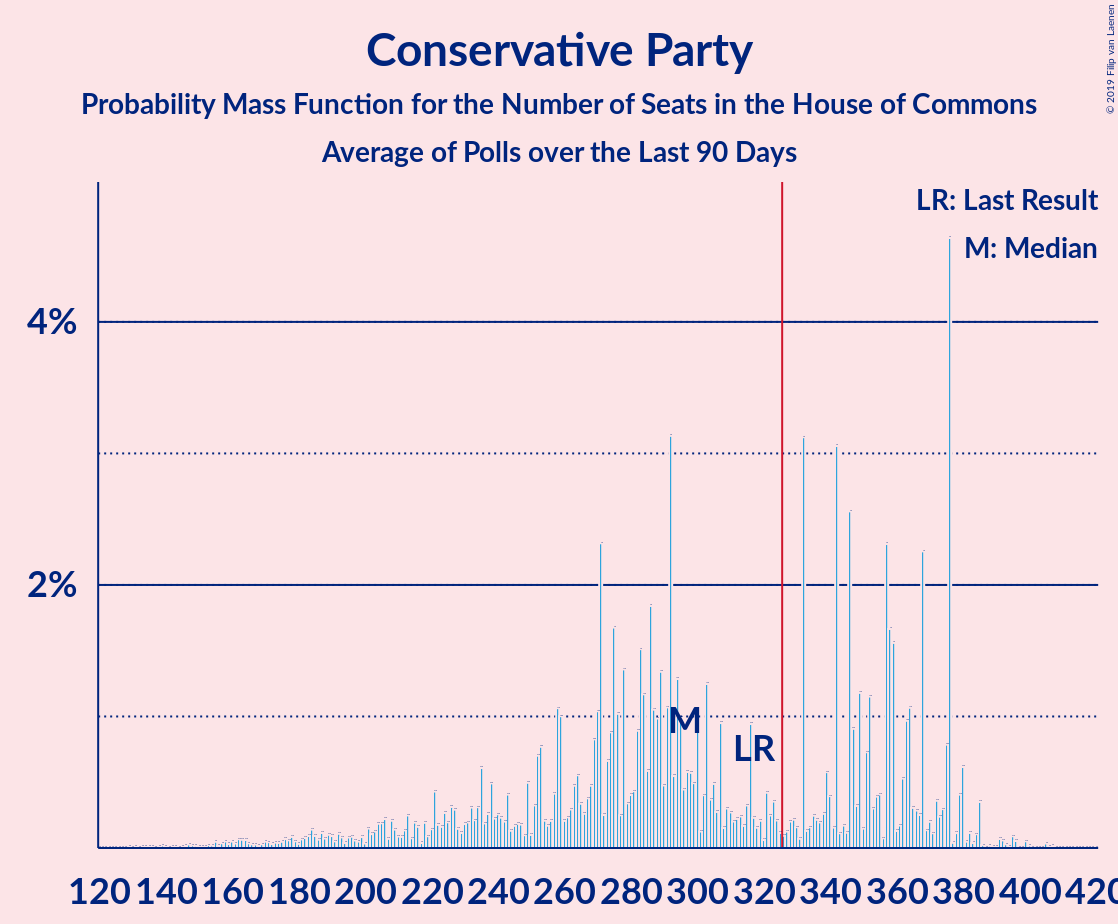 Conservative Party
Probability Mass Function for the Number of Seats in the House of Commons
Average of Polls over the Last 90 Days
© 2019 Filip van Laenen
LR: Last Result
M: Median
4%
2%
M
LR
120 140 160 180 200 220 240 260 280 300 320 340 360 380 400 420